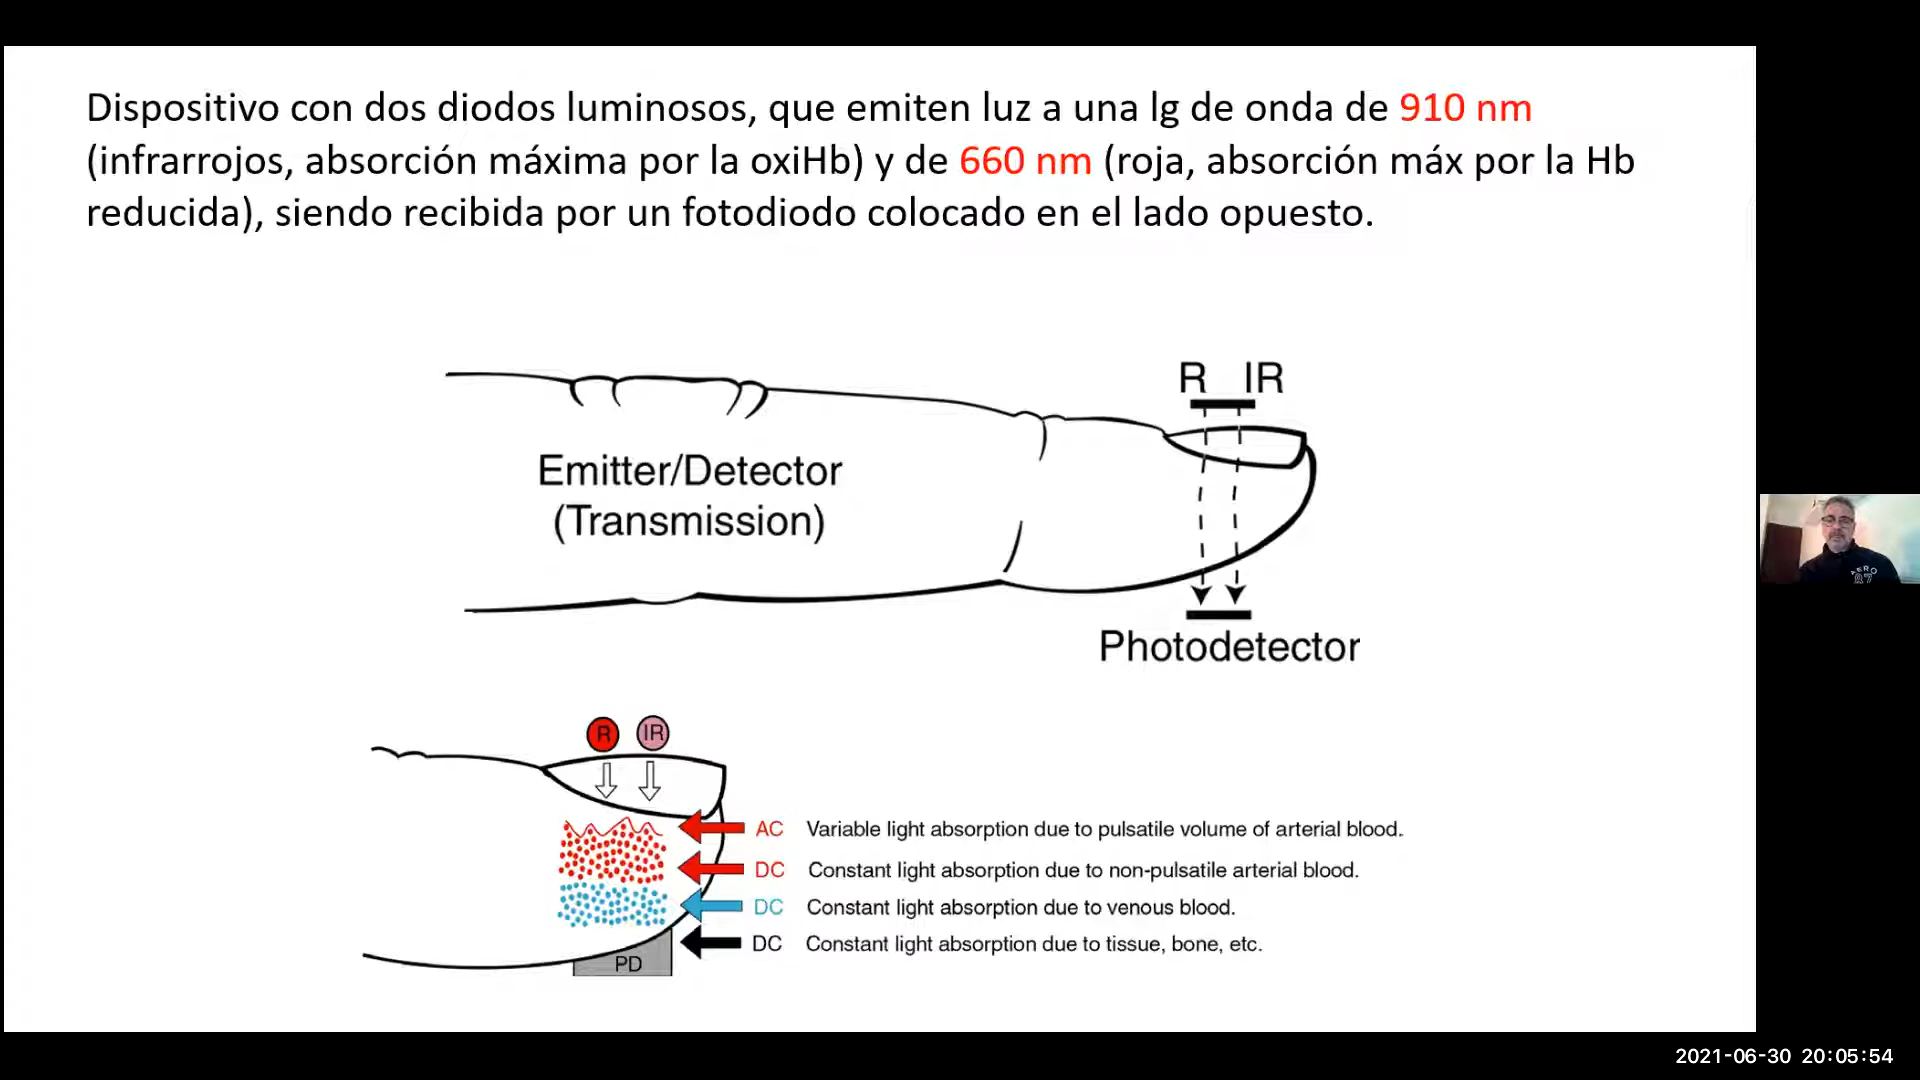 Dispositivo con dos diodos luminosos, que emiten luz a una lg de onda de 910 nm
(infrarrojos, absorción máxima por la oxiHb) y de 660 nm (roja, absorción máx por la Hb
reducida), siendo recibida por un fotodiodo colocado en el lado opuesto.
R IR
Emitter/Detector
(Transmission)
Photodetector
R IR
AC Variable light absorption due to pulsatile volume of arterial blood.
DC Constant light absorption due to non-pulsatile arterial blood.
DC Constant light absorption due to venous blood.
DC Constant light absorption due to tissue, bone, etc.
PD
AERO
87
2021-06-30 20:05:54